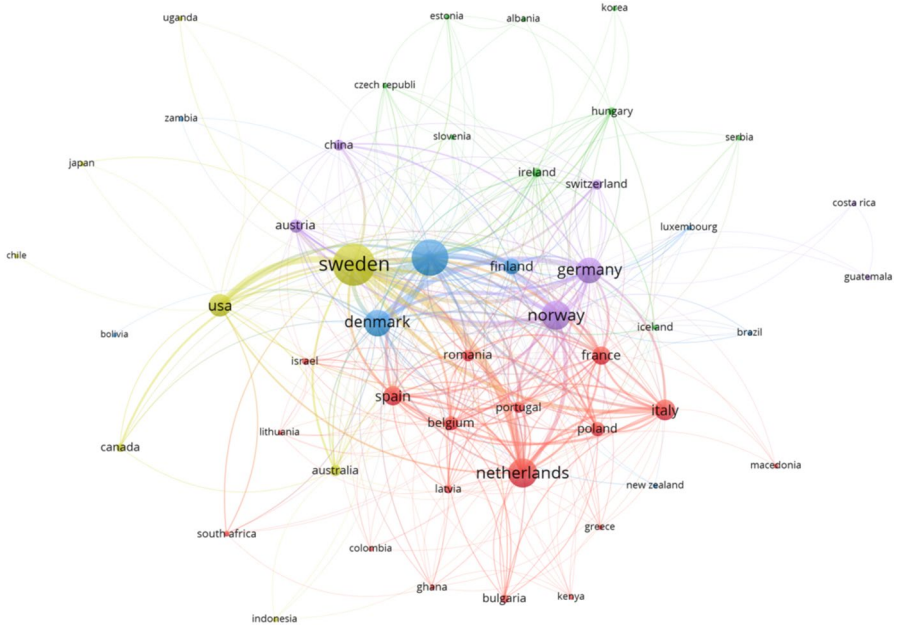 korea
estonia
albania
uganda
czech republi
hungary
zambia
slovenia
serbia
china
japan
ireland
switzerland
costa rica
austria
luxembourg
chile
sweden
finland
germany
guatemala
usa
norway
denmark
iceland
bolivia
brazil
romania
france
israel
spain
portugal
italy
belgium
poland
lithuania
canada
macedonia
australia
netherlands
latvia
new zealand
greece
south africa
colombia
ghana
kenya
bulgaria
indonesia